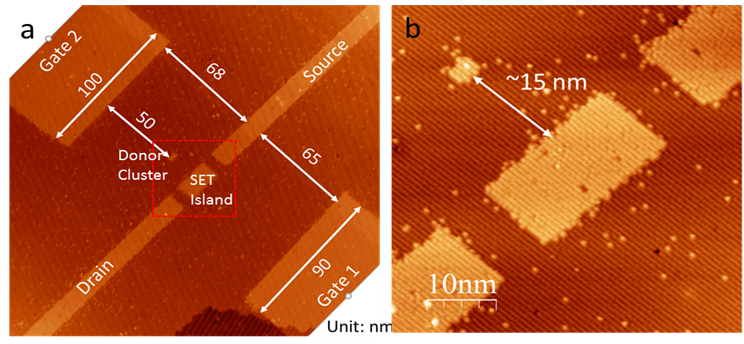 a
Gate 2
100
68
Source
50
Donor
Cluster
SET
Island
65
Drain
90
Gate 1
Unit: nm
b
~15 nm
10nm